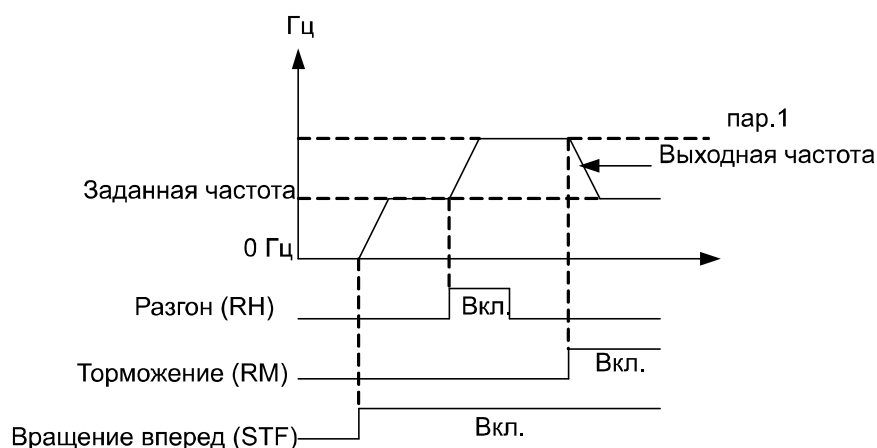 Гц
пар.1
Выходная частота
Заданная частота
0 Гц
Разгон (RH)
Вкл.
Торможение (RM)
Вкл.
Вращение вперед (STF)
Вкл.